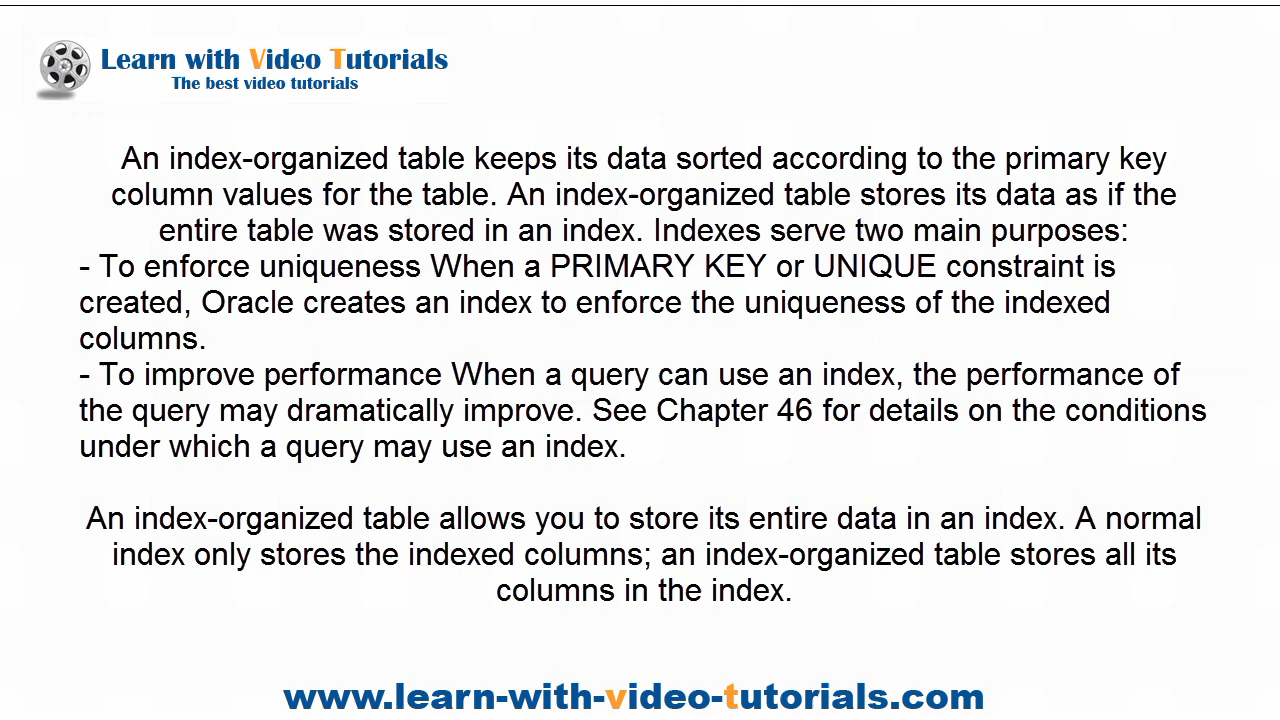 Learn with Video Tutorials
The best video tutorials
An index-organized table keeps its data sorted according to the primary key
column values for the table. An index-organized table stores its data as if the
entire table was stored in an index. Indexes serve two main purposes:
- To enforce uniqueness When a PRIMARY KEY or UNIQUE constraint is
created, Oracle creates an index to enforce the uniqueness of the indexed
columns.
- To improve performance When a query can use an index, the performance of
the query may dramatically improve. See Chapter 46 for details on the conditions
under which a query may use an index.
An index-organized table allows you to store its entire data in an index. A normal
index only stores the indexed columns; an index-organized table stores all its
columns in the index.
www.learn-with-video-tutorials.com